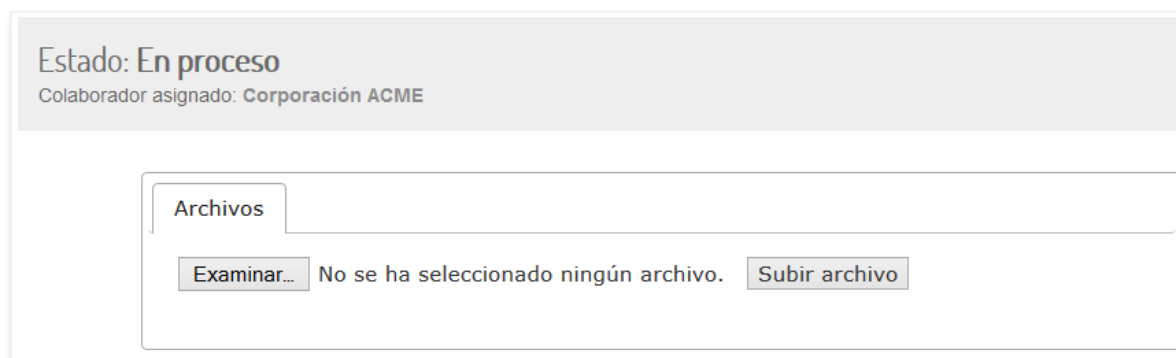 Estado: En proceso
Colaborador asignado: Corporación ACME
Archivos
Examinar... No se ha seleccionado ningún archivo. Subir archivo